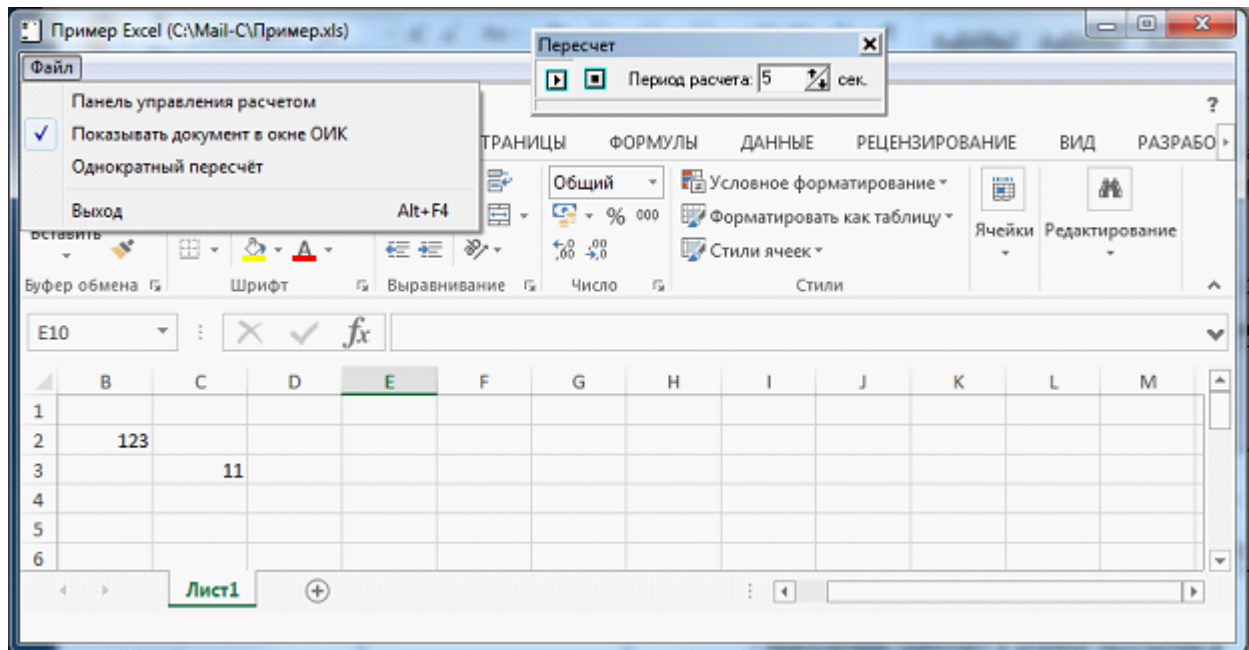 Пример Excel (C:\Mail-C\Пример.xls)
Пересчет
Файл
Период расчета: 5 сек.
Панель управления расчетом
Показывать документ в окне ОИК
Однократный пересчёт
Выход Alt+F4
?
ТРАНИЦЫ ФОРМУЛЫ ДАННЫЕ РЕЦЕНЗИРОВАНИЕ ВИД РАЗРАБО
Общий
Условное форматирование
% 000
Форматировать как таблицу
Стили ячеек
Ячейки Редактирование
Вставить
Буфер обмена Шрифт Выравнивание Число Стили
E10 fx
B C D E F G H I J K L M
1
2 123
3 11
4
5
6
Лист1